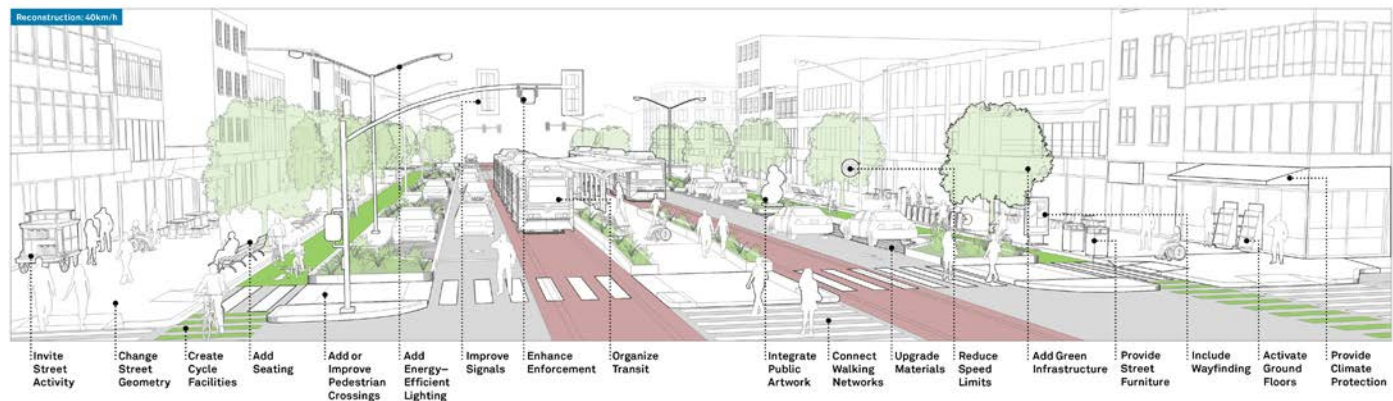 Reconstruction: 40km/h
Invite
Street
Activity
Change
Street
Geometry
Create
Cycle
Facilities
Add
Seating
Add or
Improve
Pedestrian
Crossings
Add
Energy–
Efficient
Lighting
Improve
Signals
Enhance
Enforcement
Organize
Transit
Integrate
Public
Artwork
Connect
Walking
Networks
Upgrade
Materials
Reduce
Speed
Limits
Add Green
Infrastructure
Provide
Street
Furniture
Include
Wayfinding
Activate
Ground
Floors
Provide
Climate
Protection